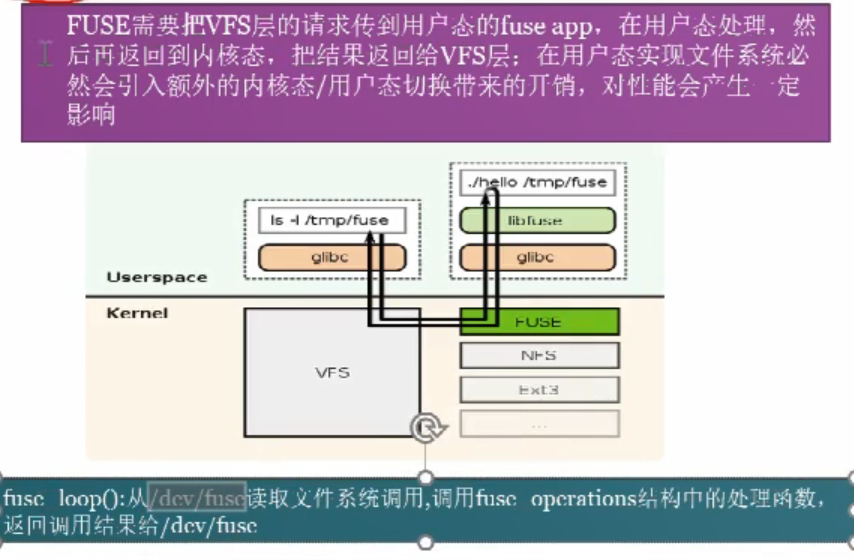 FUSE需要把VFS层的请求传到用户态的fuse app，在用户态处理，然
后再返回到内核态，把结果返回给VFS层；在用户态实现文件系统必
然会引入额外的内核态/用户态切换带来的开销，对性能会产生一定
影响
./hello /tmp/fuse
ls -l /tmp/fuse
libfuse
glibc
glibc
Userspace
Kernel
FUSE
VFS
NFS
Ext3
...
fuse_loop():从/dev/fuse读取文件系统调用,调用fuse_operations结构中的处理函数，
返回调用结果给/dev/fuse